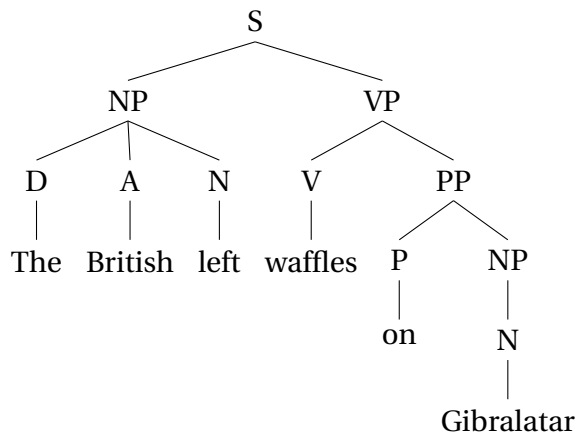 S
NP VP
D A N V PP
The British left waffles P NP
on N
Gibralatar